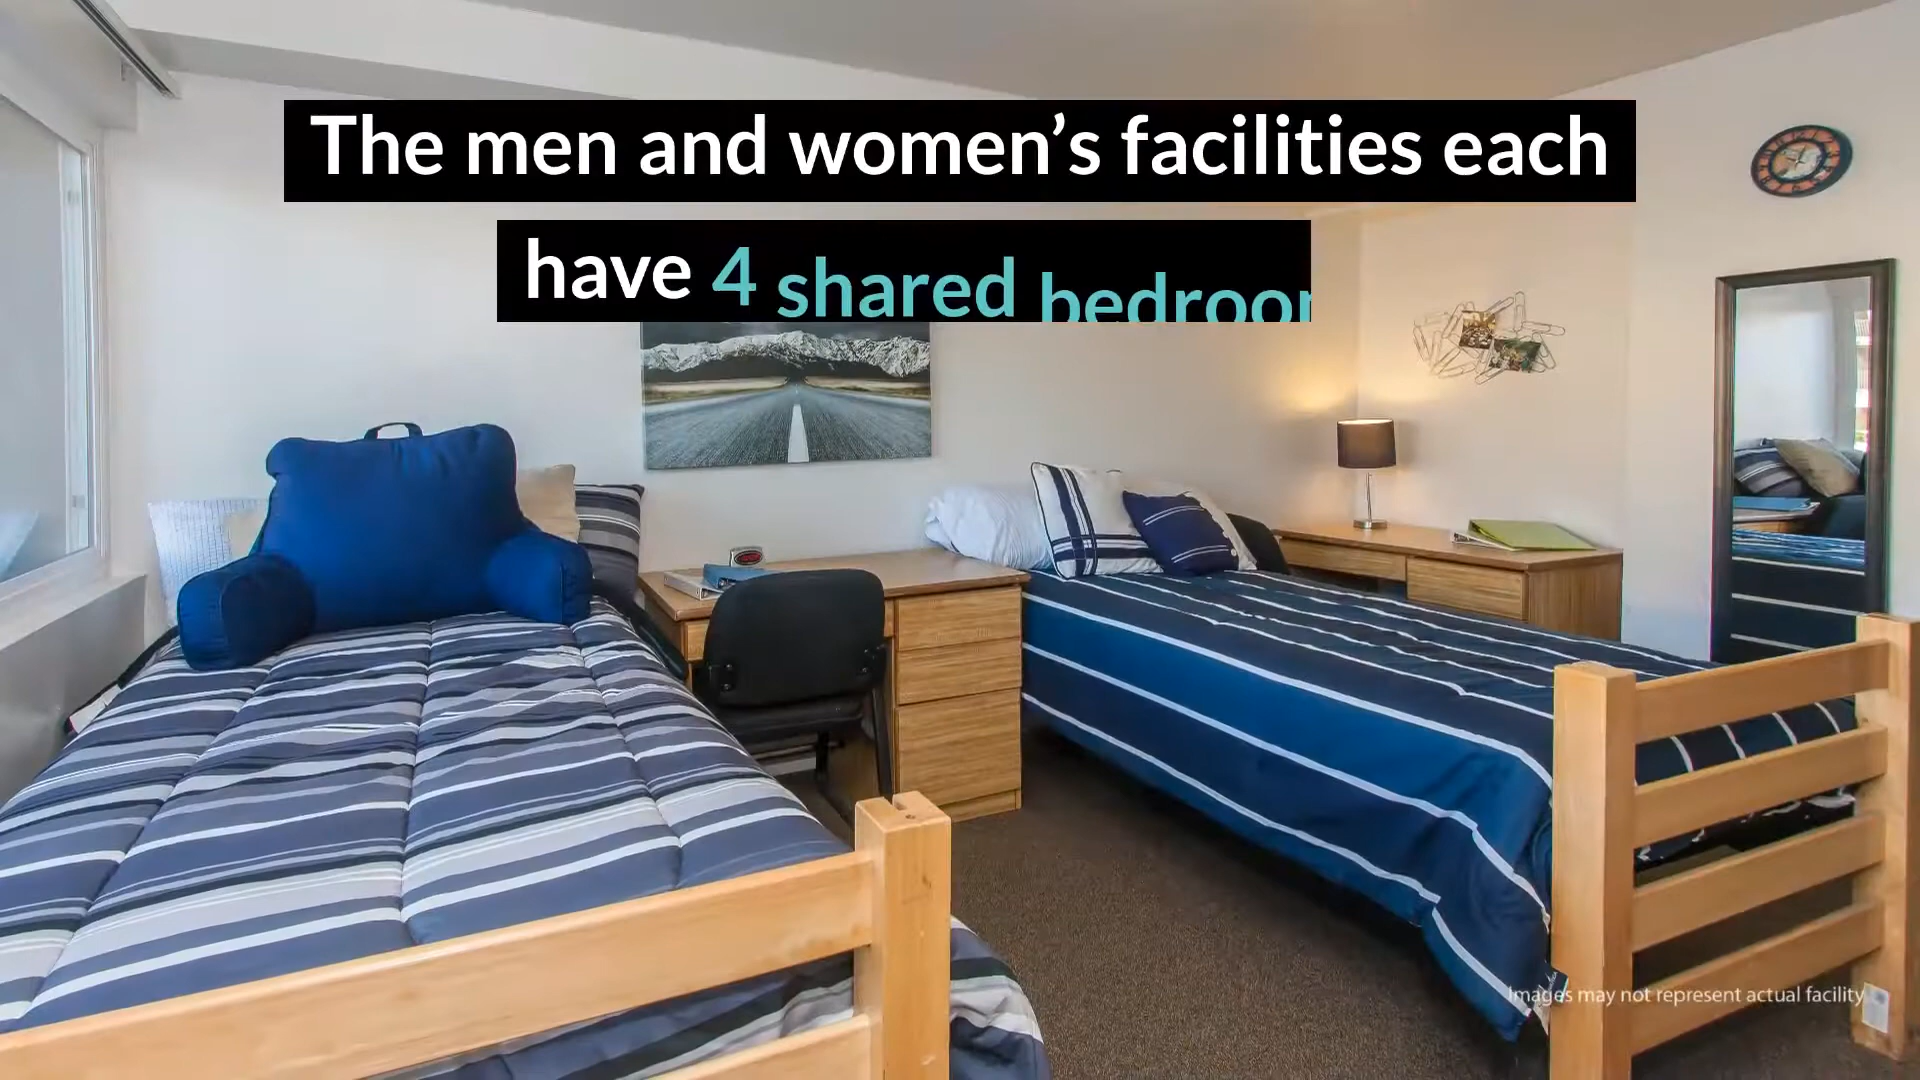 The men and women’s facilities each
have 4 shared
Images may not represent actual facility